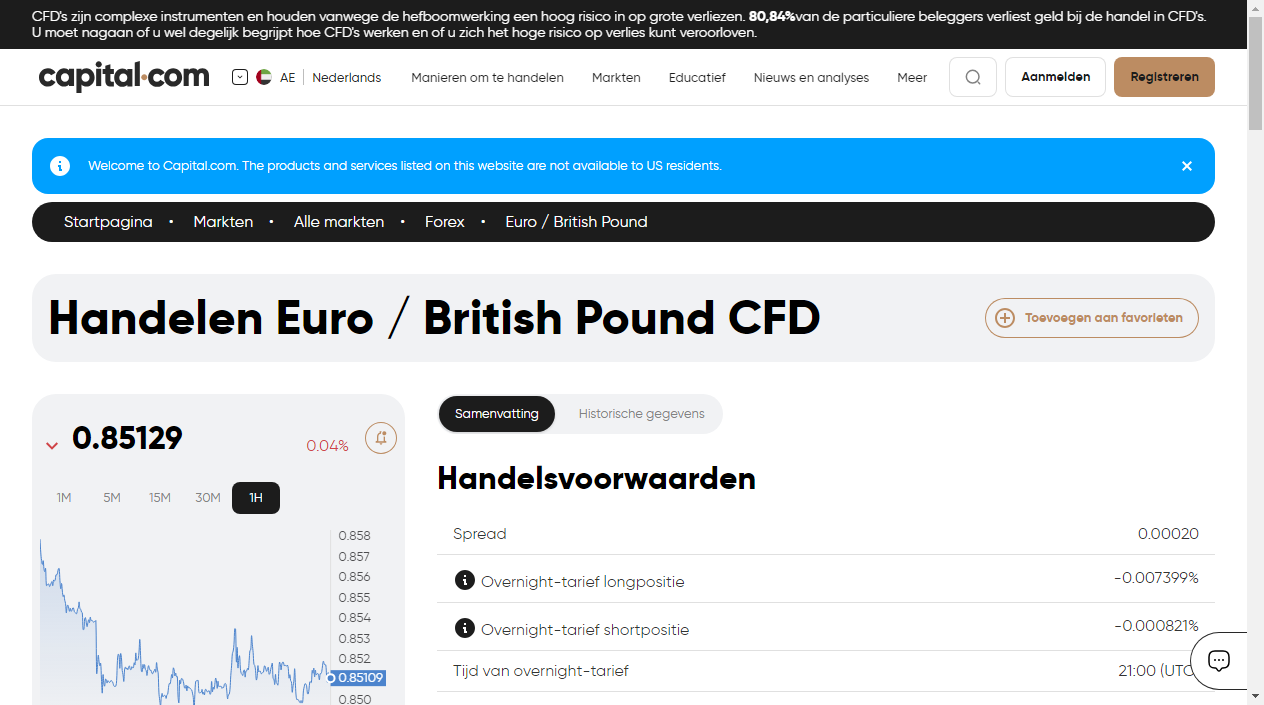 CFD's zijn complexe instrumenten en houden vanwege de hefboomwerking een hoog risico in op grote verliezen. 80,84%van de particuliere beleggers verliest geld bij de handel in CFD's.
U moet nagaan of u wel degelijk begrijpt hoe CFD's werken en of u zich het hoge risico op verlies kunt veroorloven.
capital.com AE Nederlands Manieren om te handelen Markten Educatief Nieuws en analyses Meer Aanmelden Registreren
Welcome to Capital.com. The products and services listed on this website are not available to US residents.
Startpagina • Markten • Alle markten • Forex • Euro / British Pound
Handelen Euro / British Pound CFD
Toevoegen aan favorieten
0.85129 0.04%
1M 5M 15M 30M 1H
0.858
0.857
0.856
0.855
0.854
0.853
0.852
0.85109
0.850
Samenvatting Historische gegevens
Handelsvoorwaarden
Spread 0.00020
Overnight-tarief longpositie -0.007399%
Overnight-tarief shortpositie -0.000821%
Tijd van overnight-tarief 21:00 (UTC